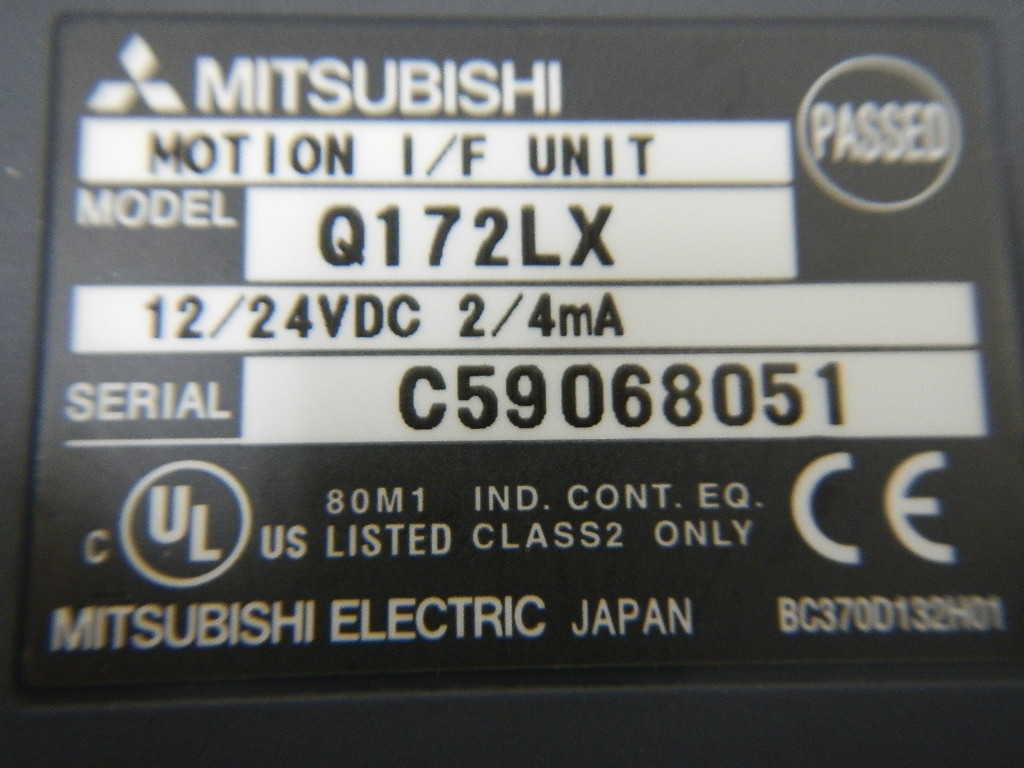 MITSUBISHI
PASSED
MOTION I/F UNIT
MODEL Q172LX
12/24VDC 2/4mA
SERIAL C59068051
C UL US LISTED 80M1 IND. CONT. EQ. CLASS2 ONLY CE
MITSUBISHI ELECTRIC JAPAN BC370D132H01